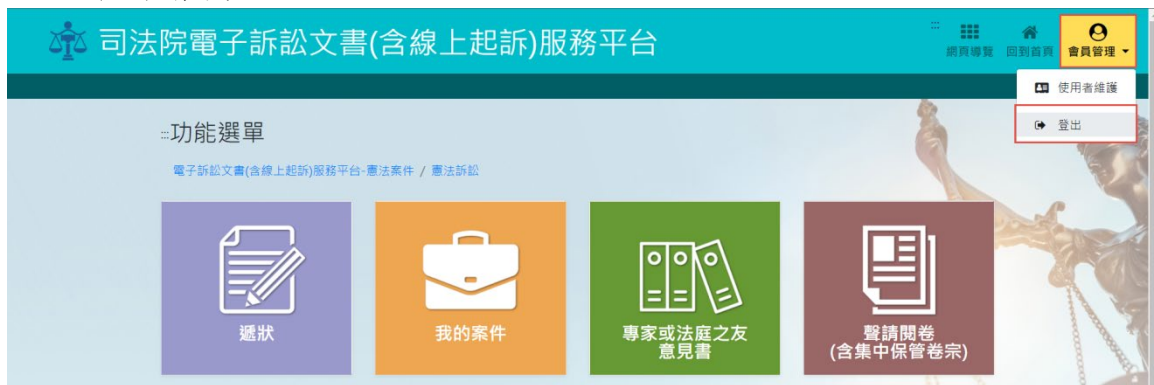 司法院電子訴訟文書(含線上起訴)服務平台
:::
網頁導覽
回到首頁
會員管理
使用者維護
登出
:::功能選單
電子訴訟文書(含線上起訴)服務平台-憲法案件 / 憲法訴訟
遞狀
我的案件
專家或法庭之友
意見書
聲請閱卷
(含集中保管卷宗)